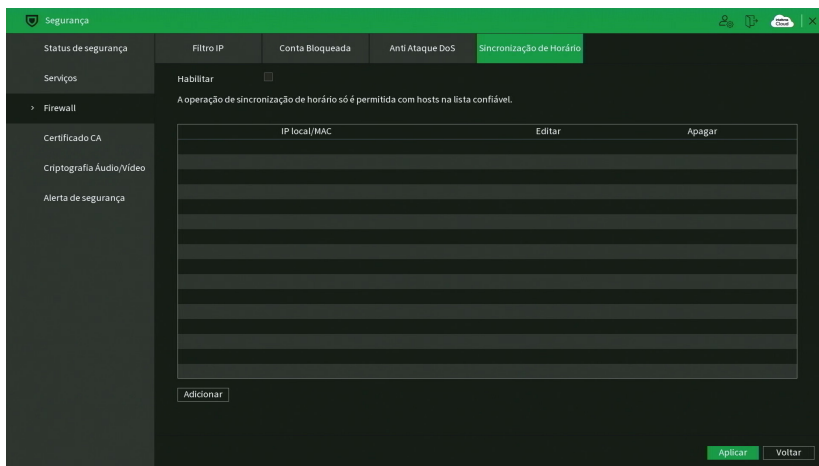 Segurança
Status de segurança
Serviços
Firewall
Certificado CA
Criptografia Áudio/Vídeo
Alerta de segurança
Filtro IP
Conta Bloqueada
Anti Ataque DoS
Sincronização de Horário
Habilitar
A operação de sincronização de horário só é permitida com hosts na lista confiável.
IP local/MAC
Editar
Apagar
Adicionar
Aplicar
Voltar
Cloud